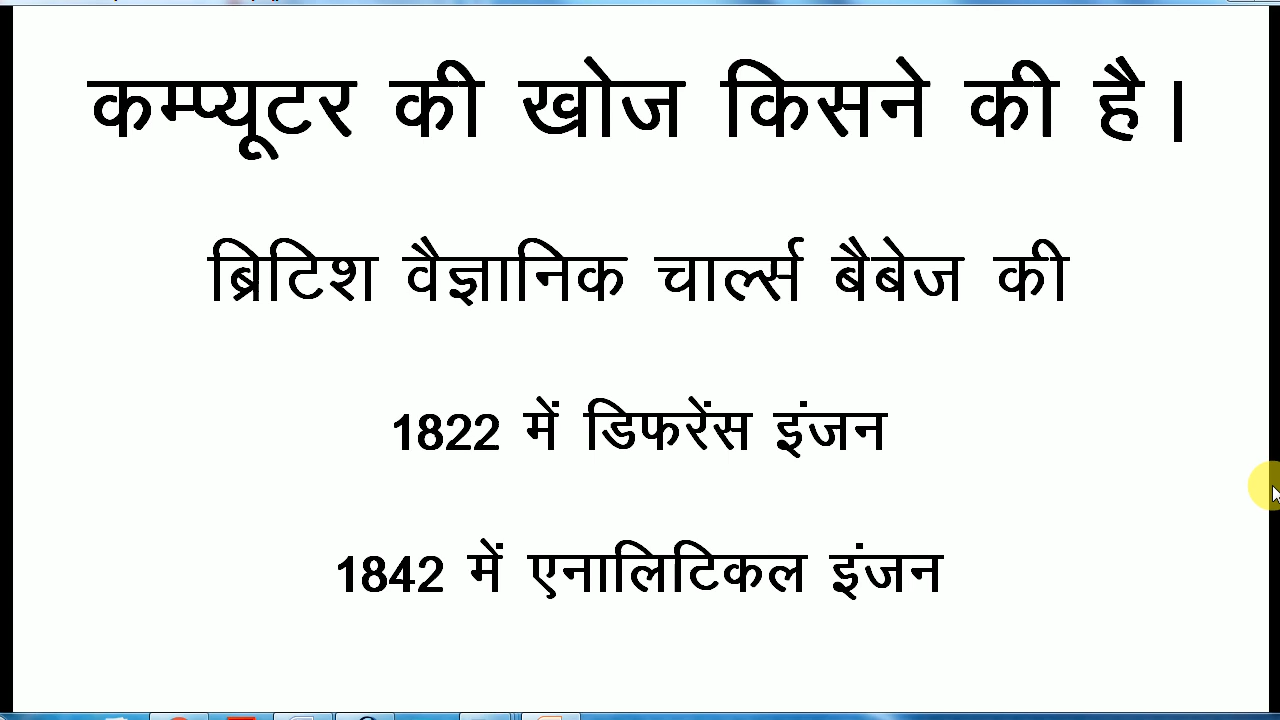 कम्प्यूटर की खोज किसने की है।
ब्रिटिश वैज्ञानिक चार्ल्स बैबेज की
1822 में डिफरेंस इंजन
1842 में एनालिटिकल इंजन